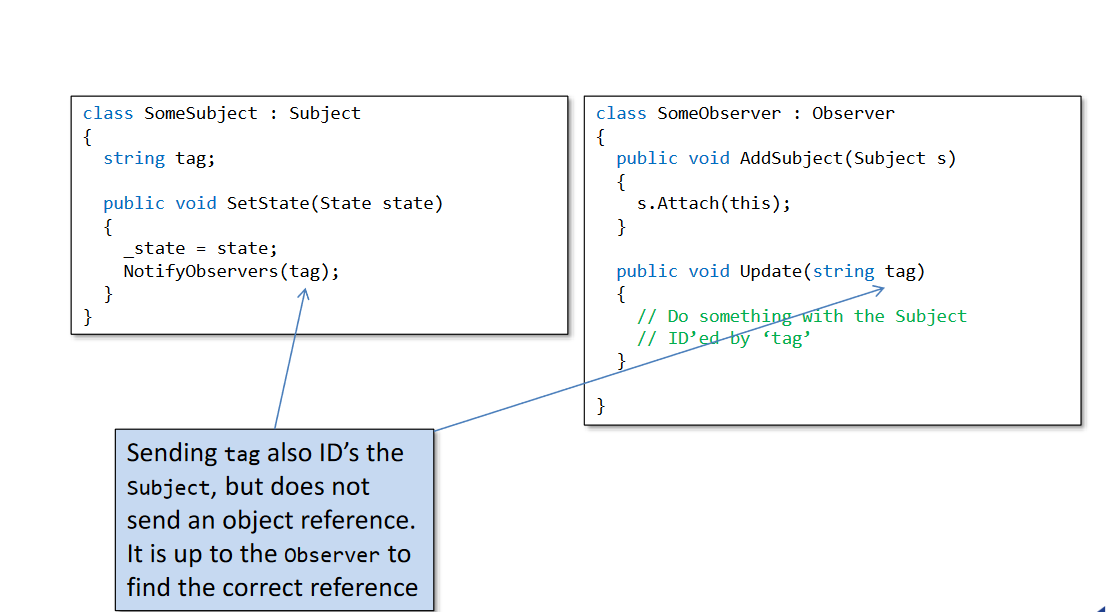 class SomeSubject : Subject
{
string tag;
public void SetState(State state)
{
_state = state;
NotifyObservers(tag);
}
}
class SomeObserver : Observer
{
public void AddSubject(Subject s)
{
s.Attach(this);
}
public void Update(string tag)
{
// Do something with the Subject
// ID’ed by ‘tag’
}
}
Sending tag also ID’s the
Subject, but does not
send an object reference.
It is up to the Observer to
find the correct reference